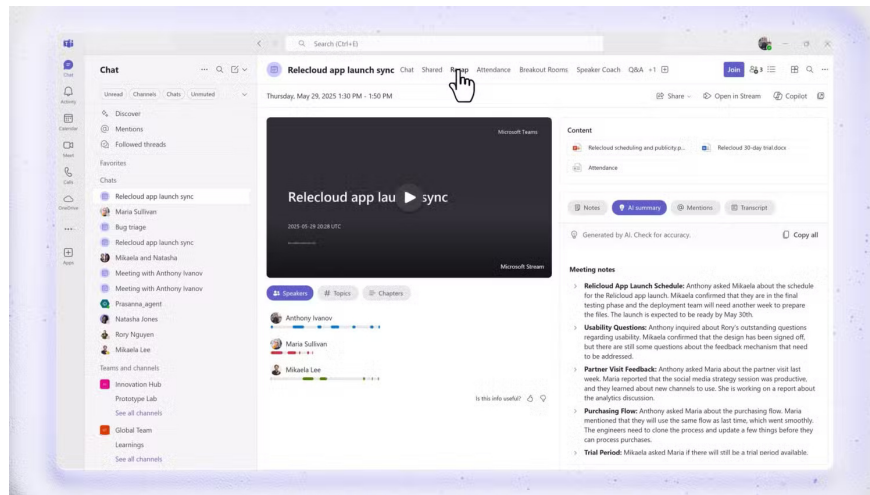 Search (Ctrl+E)
Chat
Activity
Calendar
Meet
Calls
OneDrive
Apps
Chat
Unread Channels Chats Unmuted
Discover
Mentions
Followed threads
Favorites
Chats
Relecloud app launch sync
Maria Sullivan
Bug triage
Relecloud app launch sync
Mikaela and Natasha
Meeting with Anthony Ivanov
Meeting with Anthony Ivanov
Prasanna_agent
Natasha Jones
Rory Nguyen
Mikaela Lee
Teams and channels
Innovation Hub
Prototype Lab
See all channels
Global Team
Learnings
See all channels
Relecloud app launch sync Chat Shared Recap Attendance Breakout Rooms Speaker Coach Q&A +1
Join 3
Thursday, May 29, 2025 1:30 PM - 1:50 PM
Share Open in Stream Copilot
Microsoft Teams
Relecloud app lau sync
2025-05-29 20:28 UTC
Microsoft Stream
Speakers # Topics Chapters
Anthony Ivanov
Maria Sullivan
Mikaela Lee
Is this info useful?
Content
Relecloud scheduling and publicity p...
Relecloud 30-day trial.docx
Attendance
Notes AI summary Mentions Transcript
Generated by AI. Check for accuracy.
Copy all
Meeting notes
Relicloud App Launch Schedule: Anthony asked Mikaela about the schedule
for the Relicloud app launch. Mikaela confirmed that they are in the final
testing phase and the deployment team will need another week to prepare
the files. The launch is expected to be ready by May 30th.
Usability Questions: Anthony inquired about Rory's outstanding questions
regarding usability. Mikaela confirmed that the design has been signed off,
but there are still some questions about the feedback mechanism that need
to be addressed.
Partner Visit Feedback: Anthony asked Maria about the partner visit last
week. Maria reported that the social media strategy session was productive,
and they learned about new channels to use. She is working on a report about
the analytics discussion.
Purchasing Flow: Anthony asked Maria about the purchasing flow. Maria
mentioned that they will use the same flow as last time, which went smoothly.
The engineers need to clone the process and update a few things before they
can process purchases.
Trial Period: Mikaela asked Maria if there will still be a trial period available.